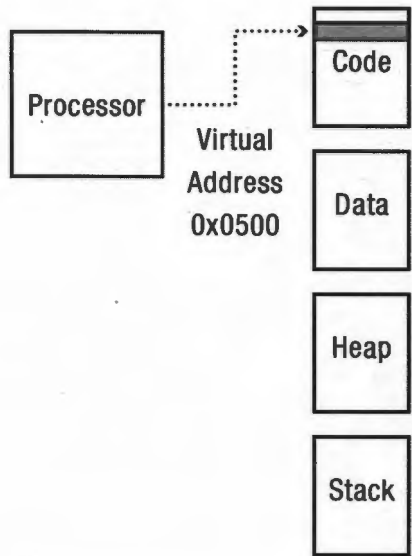 Processor
Virtual
Address
0x0500
Code
Data
Heap
Stack